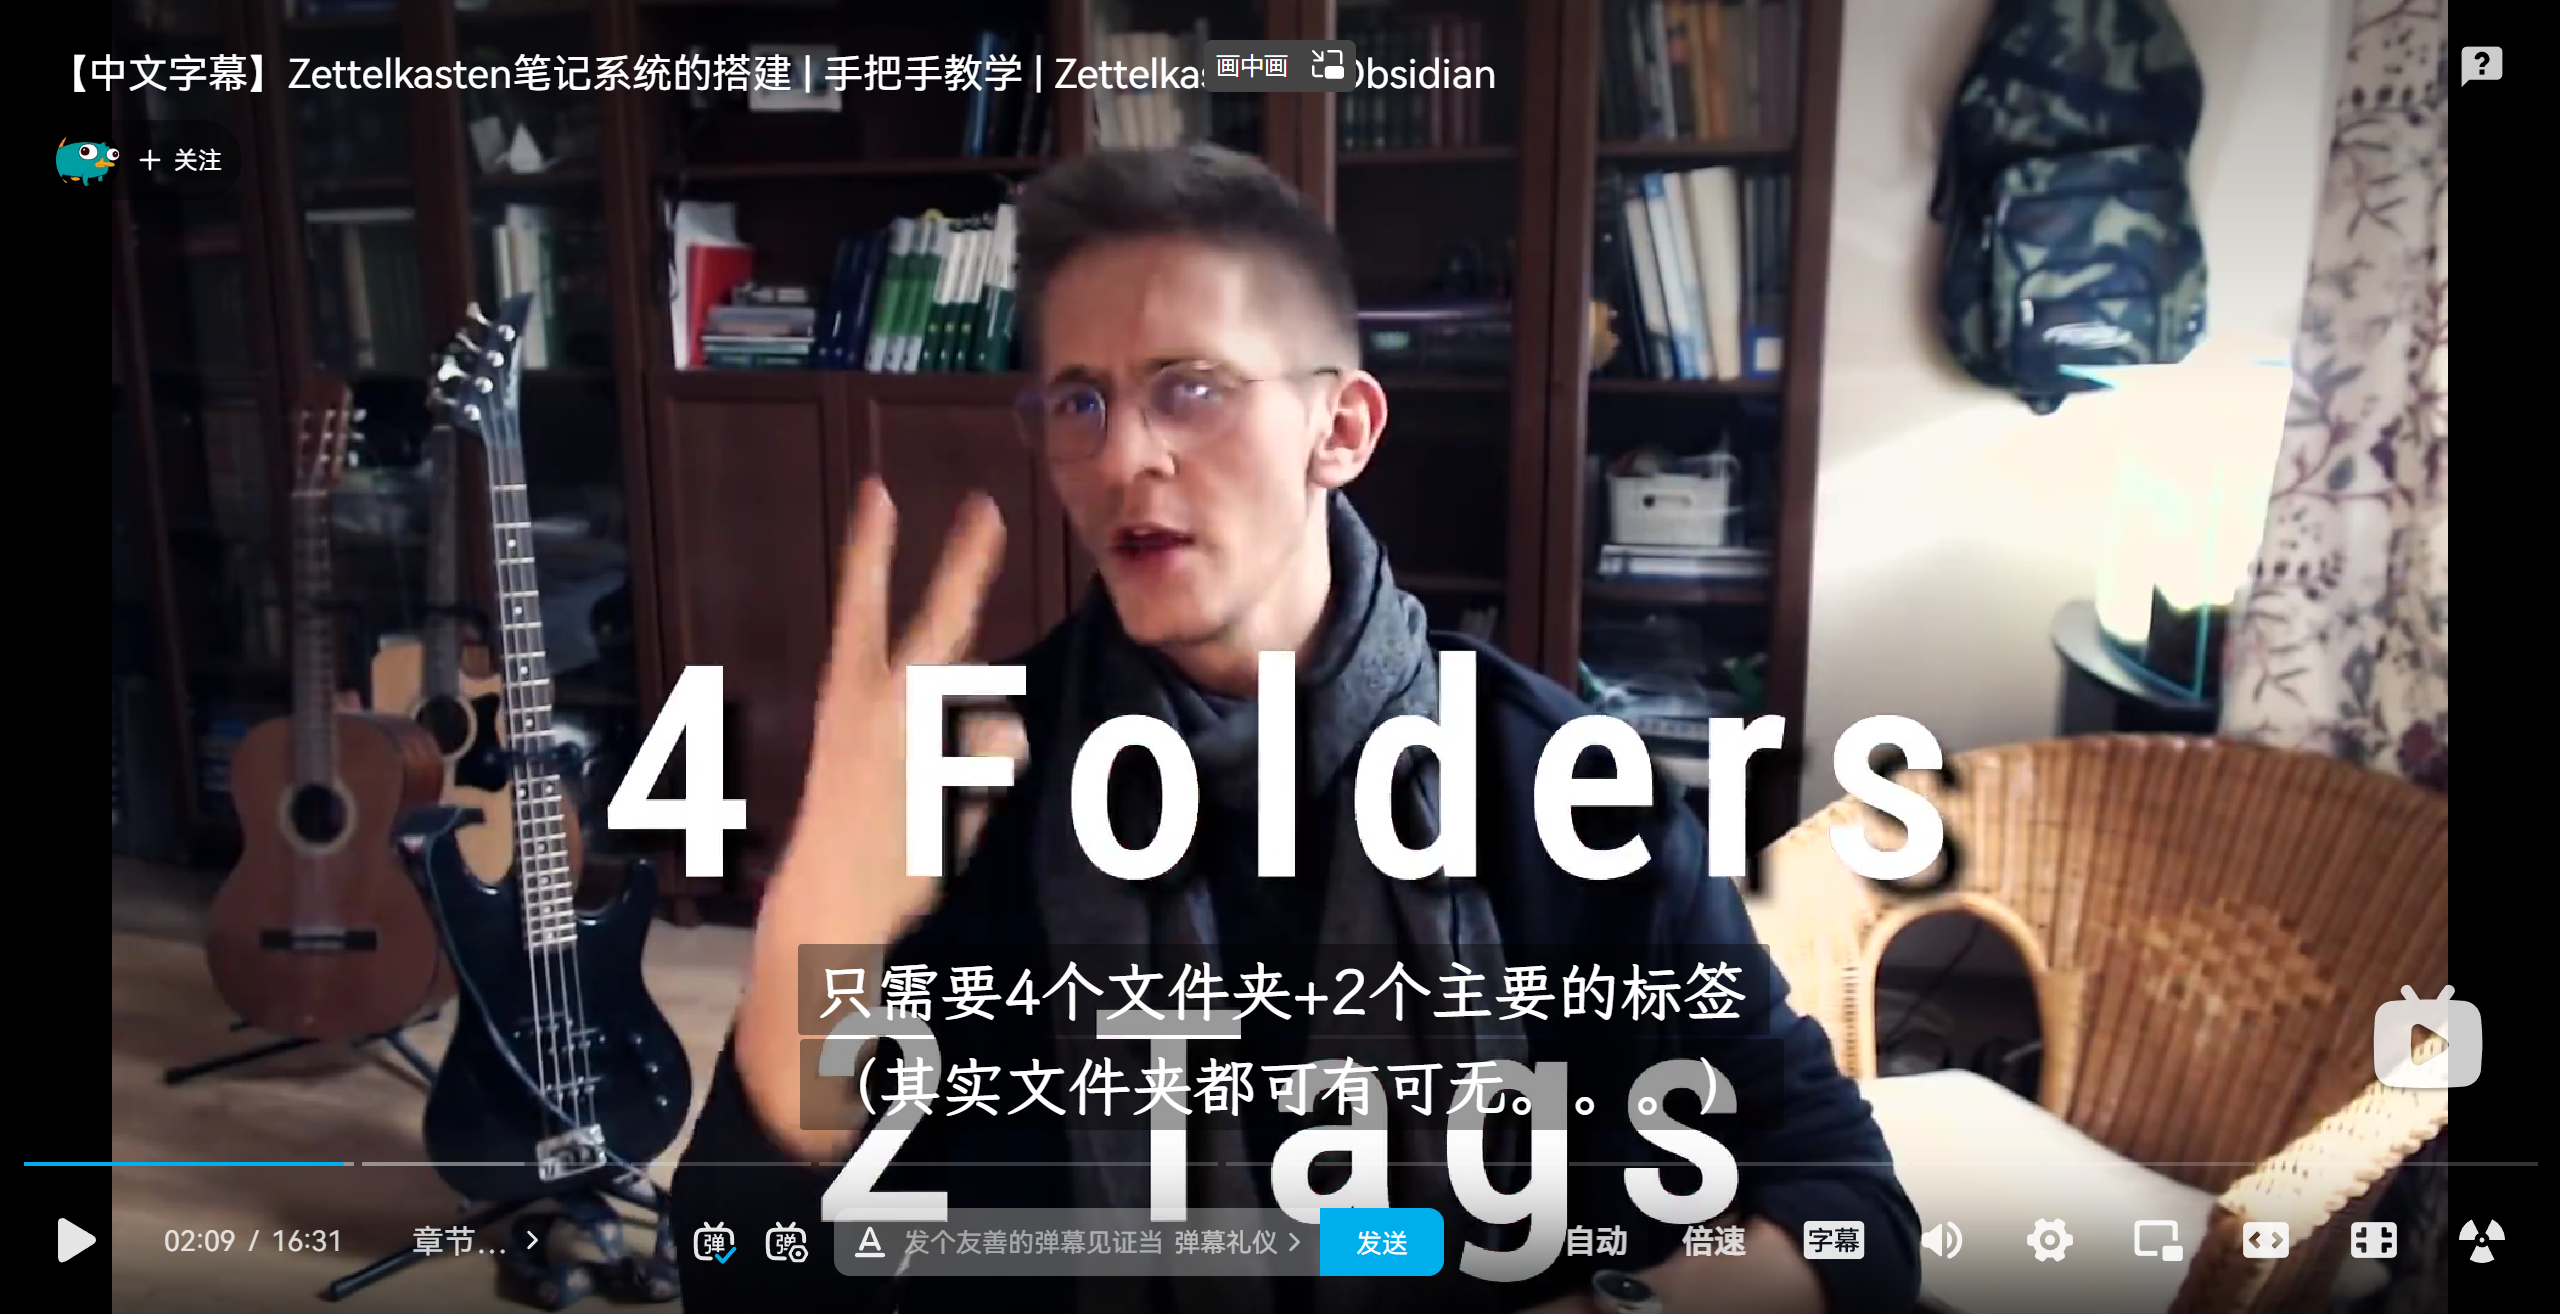 【中文字幕】Zettelkasten笔记系统的搭建 | 手把手教学 | Zettelkas
画中画
Obsidian
关注
4 Folders
只需要4个文件夹+2个主要的标签
（其实文件夹都可有可无。。。）
2 Tags
02:09 / 16:31
章节...
弹
弹
A
发个友善的弹幕见证当
弹幕礼仪
发送
自动
倍速
字幕